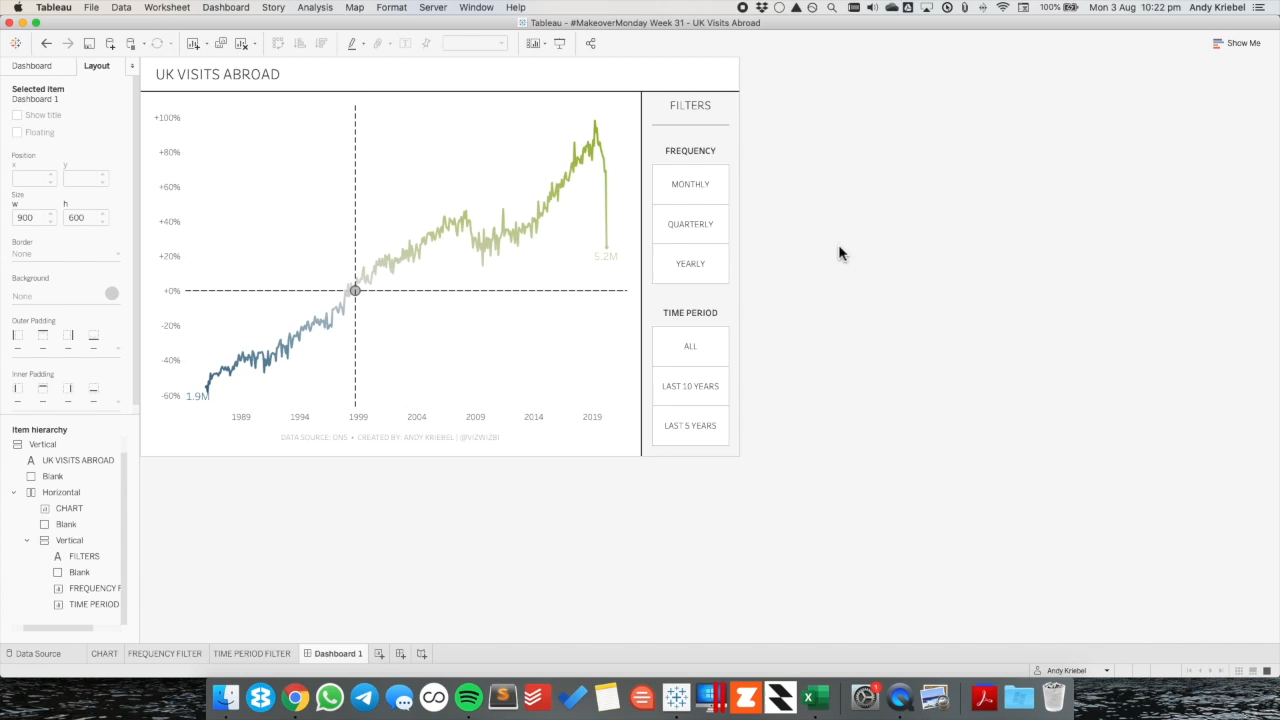 Tableau File Data Worksheet Dashboard Story Analysis Map Format Server Window Help 100% Mon 3 Aug 10:22 pm Andy Kriebel
Tableau - #MakeoverMonday Week 31 - UK Visits Abroad
Show Me
Dashboard Layout
Selected item
Dashboard 1
Show title
Floating
Position
x y
Size
w h
900 600
Border
None
Background
None
Outer Padding
Inner Padding
Item hierarchy
Vertical
A UK VISITS ABROAD
Blank
Horizontal
CHART
Blank
Vertical
A FILTERS
Blank
FREQUENCY F
TIME PERIOD
UK VISITS ABROAD
+100%
+80%
+60%
+40%
+20%
+0%
-20%
-40%
-60%
1.9M
5.2M
1989 1994 1999 2004 2009 2014 2019
DATA SOURCE: ONS • CREATED BY: ANDY KRIEBEL | @VIZWIZBI
FILTERS
FREQUENCY
MONTHLY
QUARTERLY
YEARLY
TIME PERIOD
ALL
LAST 10 YEARS
LAST 5 YEARS
Data Source CHART FREQUENCY FILTER TIME PERIOD FILTER Dashboard 1
Andy Kriebel